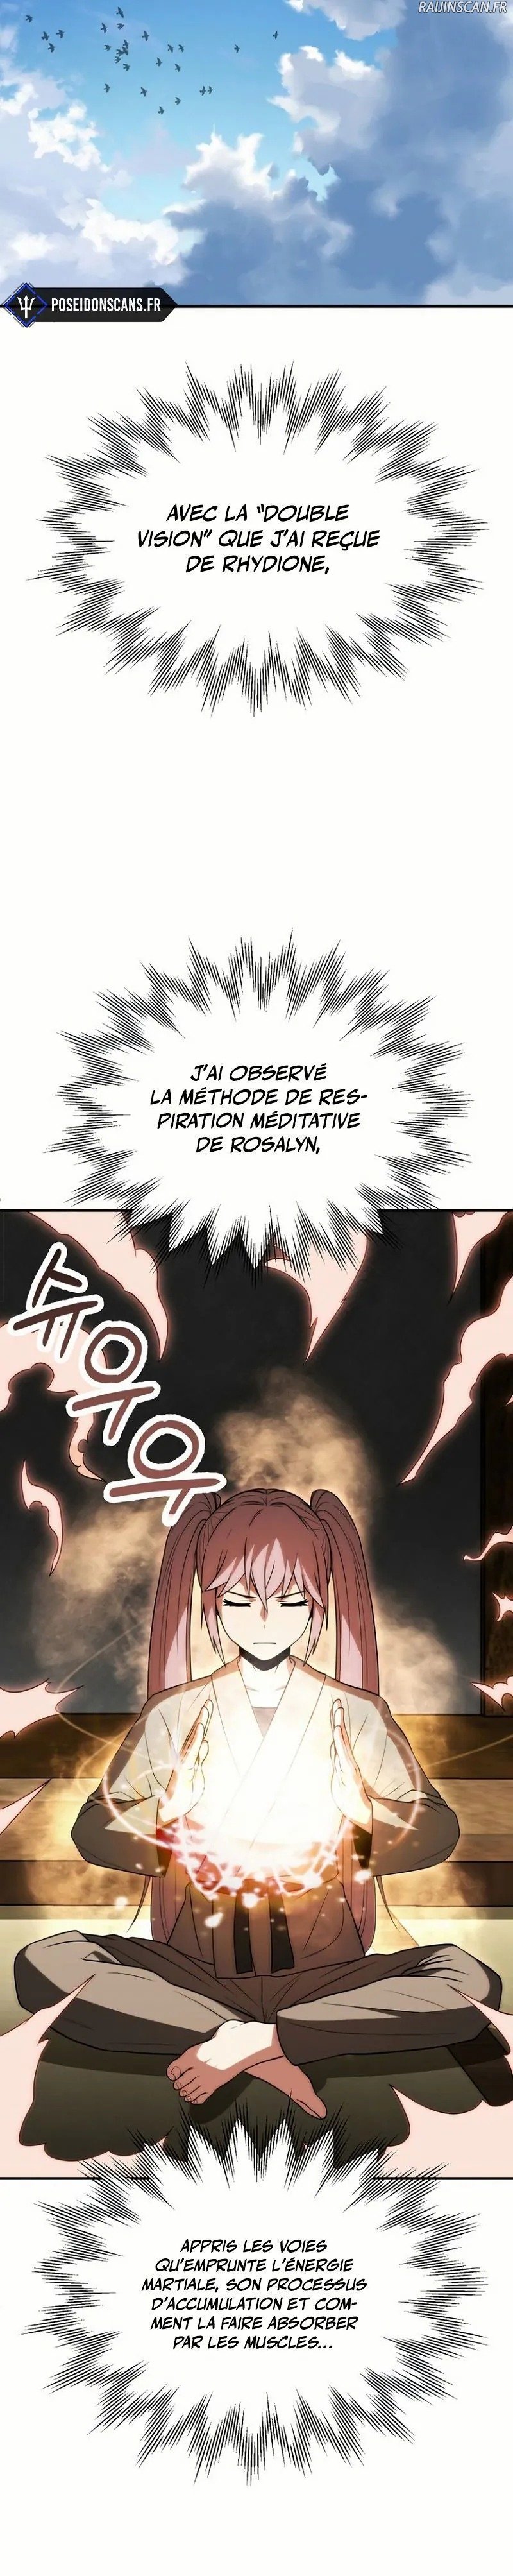 RAIJINSCAN.FR
POSEIDONSCANS.FR
AVEC LA "DOUBLE
VISION" QUE J'AI REÇUE
DE RHYDIONE,
J'AI OBSERVÉ
LA MÉTHODE DE RES-
PIRATION MÉDITATIVE
DE ROSALYN,
슈
우
우
APPRIS LES VOIES
QU'EMPRUNTE L'ÉNERGIE
MARTIALE, SON PROCESSUS
D'ACCUMULATION ET COM-
MENT LA FAIRE ABSORBER
PAR LES MUSCLES...